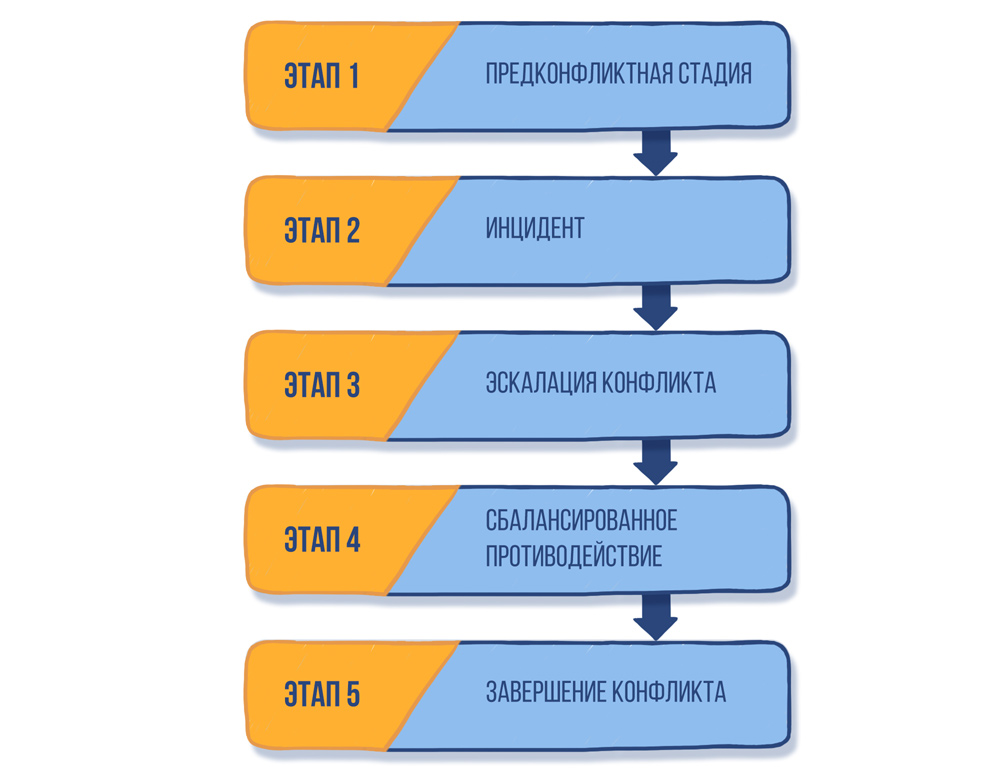 ЭТАП 1
ПРЕДКОНФЛИКТНАЯ СТАДИЯ
ЭТАП 2
ИНЦИДЕНТ
ЭТАП 3
ЭСКАЛАЦИЯ КОНФЛИКТА
ЭТАП 4
СБАЛАНСИРОВАННОЕ
ПРОТИВОДЕЙСТВИЕ
ЭТАП 5
ЗАВЕРШЕНИЕ КОНФЛИКТА